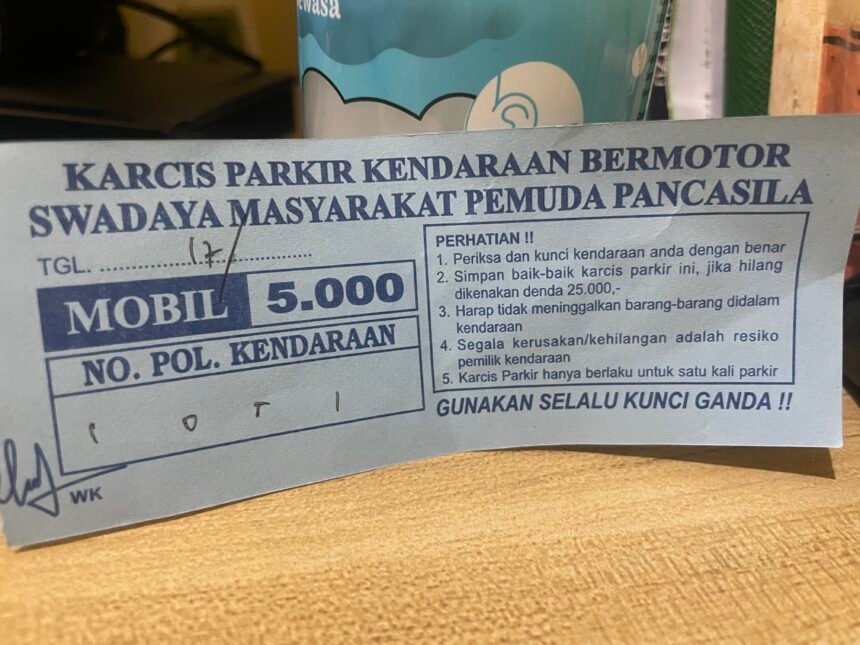 ewasa
KARCIS PARKIR KENDARAAN BERMOTOR
SWADAYA MASYARAKAT PEMUDA PANCASILA
TGL. .................17/.................
MOBIL 5.000
NO. POL. KENDARAAN
WK
PERHATIAN !!
1. Periksa dan kunci kendaraan anda dengan benar
2. Simpan baik-baik karcis parkir ini, jika hilang
dikenakan denda 25.000,-
3. Harap tidak meninggalkan barang-barang didalam
kendaraan
4. Segala kerusakan/kehilangan adalah resiko
pemilik kendaraan
5. Karcis Parkir hanya berlaku untuk satu kali parkir
GUNAKAN SELALU KUNCI GANDA !!